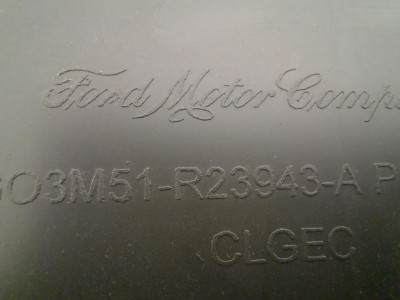 Ford Motor Comp
3M51-R23943-A P
CLGEC